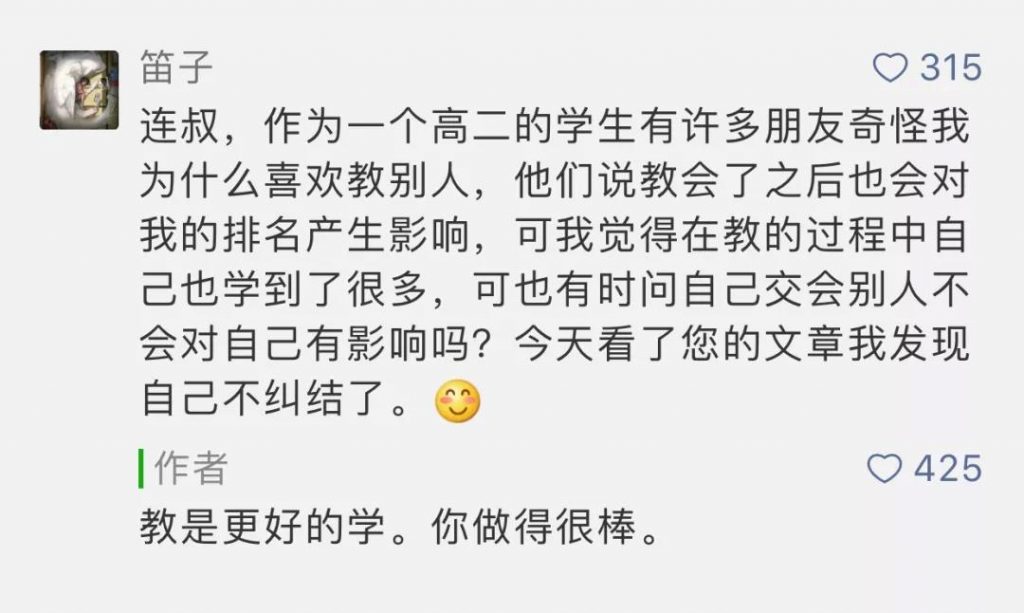 笛子
315
连叔，作为一个高二的学生有许多朋友奇怪我
为什么喜欢教别人，他们说教会了之后也会对
我的排名产生影响，可我觉得在教的过程中自
己也学到了很多，可也有时问自己交会别人不
会对自己有影响吗？今天看了您的文章我发现
自己不纠结了。😊
作者
425
教是更好的学。你做得很棒。